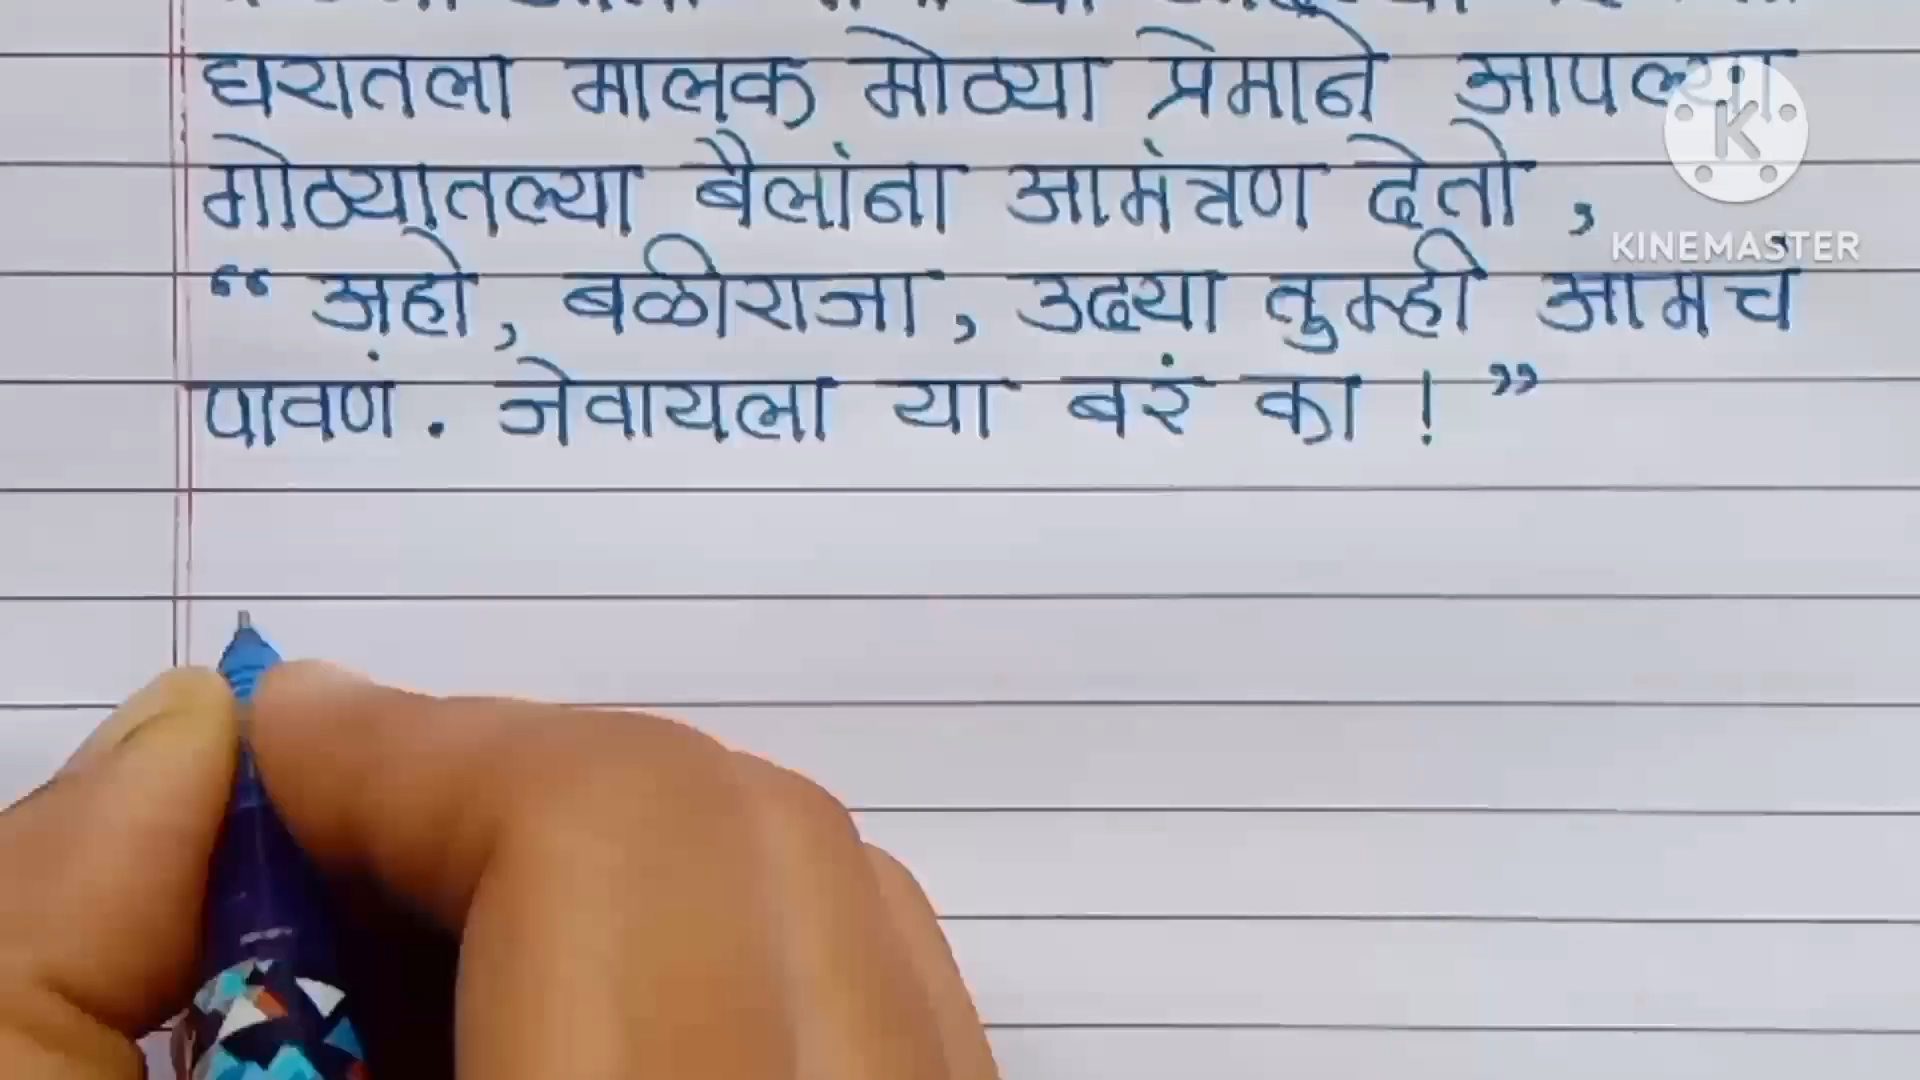 घरातला मालक मोठ्या प्रेमाने आपल्या
गोठ्यातल्या बैलांना आमंत्रण देतो,
“ अहो, बळीराजा, उद्या तुम्ही आमचं
पावणं. जेवायला या बरं का ! ”
K
KINEMASTER